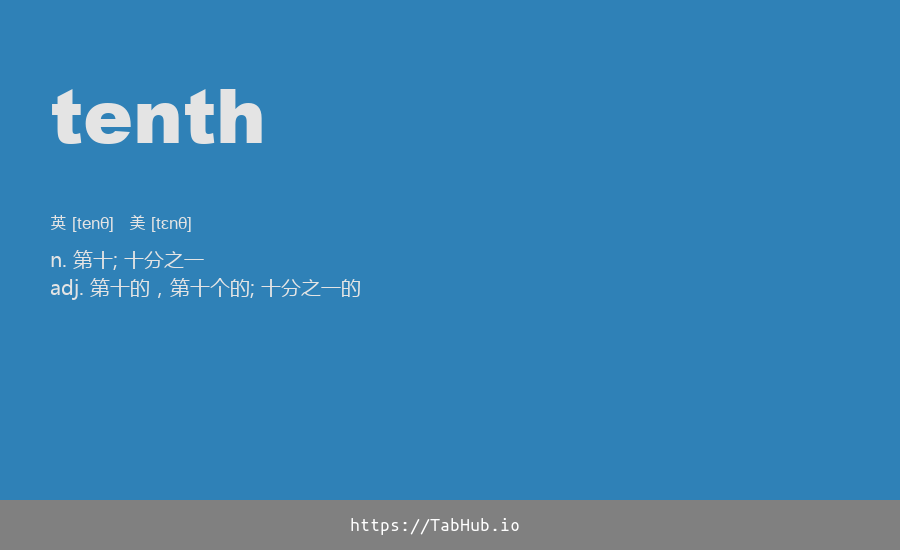 tenth
英 [tenθ] 美 [tɛnθ]
n. 第十; 十分之一
adj. 第十的，第十个的; 十分之一的
https://TabHub.io